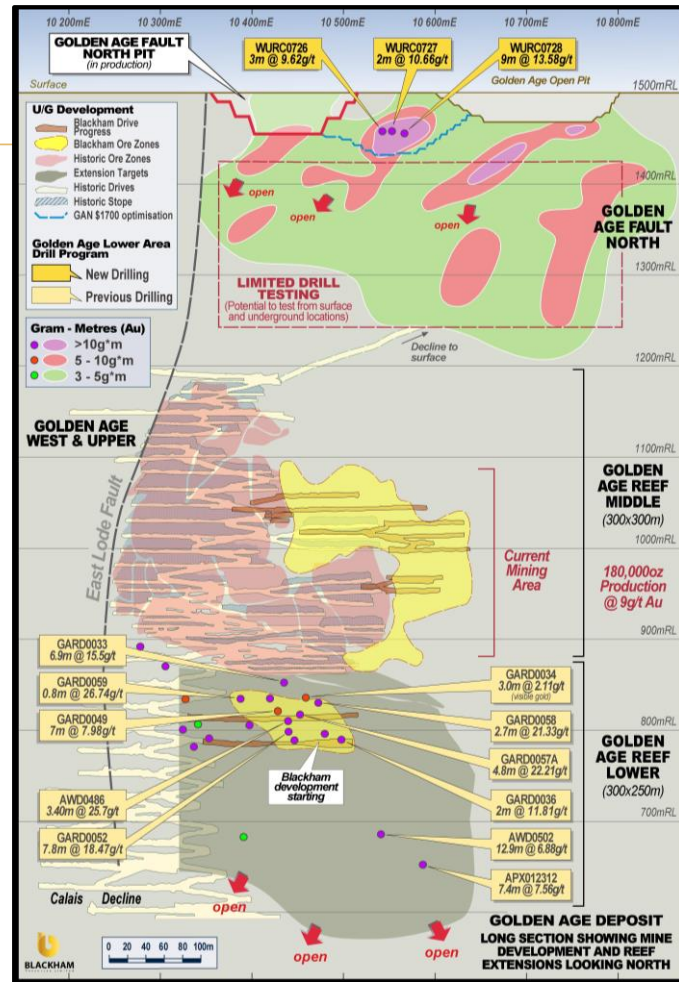 10 200mE
10 300mE
10 400mE
10 500mE
10 600mE
10 700mE
10 800mE
GOLDEN AGE FAULT
NORTH PIT
(in production)
WURC0726
3m @ 9.62g/t
WURC0727
2m @ 10.66g/t
WURC0728
9m @ 13.58g/t
Surface
Golden Age Open Pit
1500mRL
U/G Development
Blackham Drive
Progress
Blackham Ore Zones
Historic Ore Zones
Extension Targets
Historic Drives
Historic Stope
GAN $1700 optimisation
Golden Age Lower Area
Drill Program
New Drilling
Previous Drilling
Gram - Metres (Au)
>10g*m
5 - 10g*m
3 - 5g*m
open
open
open
1400mRL
GOLDEN
AGE FAULT
NORTH
LIMITED DRILL
TESTING
(Potential to test from surface
and underground locations)
1300mRL
Decline to
surface
1200mRL
GOLDEN AGE
WEST & UPPER
East Lode Fault
1100mRL
GOLDEN
AGE REEF
MIDDLE
(300x300m)
Current
Mining
Area
1000mRL
180,000oz
Production
@ 9g/t Au
900mRL
GARD0033
6.9m @ 15.5g/t
GARD0059
0.8m @ 26.74g/t
GARD0049
7m @ 7.98g/t
AWD0486
3.40m @ 25.7g/t
GARD0052
7.8m @ 18.47g/t
Blackham
development
starting
GARD0034
3.0m @ 2.11g/t
(visible gold)
GARD0058
2.7m @ 21.33g/t
GARD0057A
4.8m @ 22.21g/t
GARD0036
2m @ 11.81g/t
AWD0502
12.9m @ 6.88g/t
APX012312
7.4m @ 7.56g/t
800mRL
GOLDEN
AGE REEF
LOWER
(300x250m)
700mRL
Calais Decline
open
open
open
BLACKHAM
0 20 40 60 80 100m
GOLDEN AGE DEPOSIT
LONG SECTION SHOWING MINE
DEVELOPMENT AND REEF
EXTENSIONS LOOKING NORTH